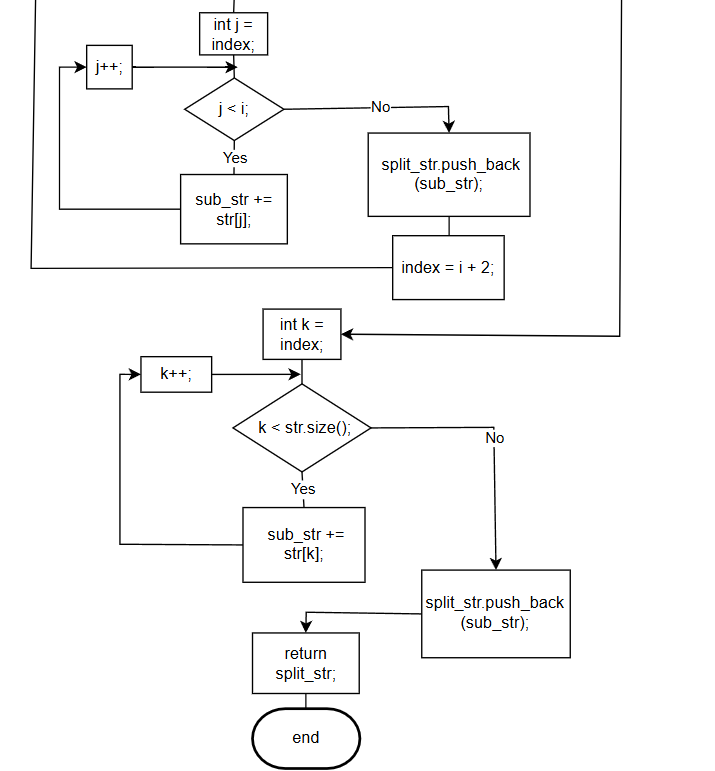 int j =
index;
j++;
j < i;
No
Yes
split_str.push_back
(sub_str);
sub_str +=
str[j];
index = i + 2;
int k =
index;
k++;
k < str.size();
No
Yes
sub_str +=
str[k];
split_str.push_back
(sub_str);
return
split_str;
end